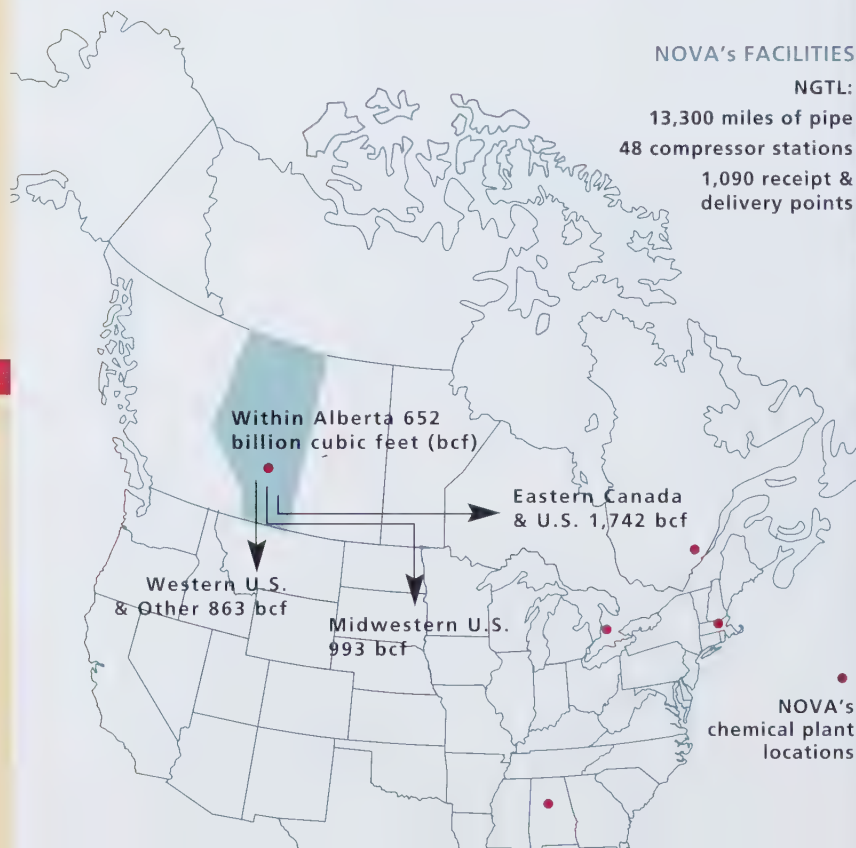 NOVA's FACILITIES
NGTL:
13,300 miles of pipe
48 compressor stations
1,090 receipt &
delivery points
Within Alberta 652
billion cubic feet (bcf)
Eastern Canada
& U.S. 1,742 bcf
Western U.S.
& Other 863 bcf
Midwestern U.S.
993 bcf
NOVA's
chemical plant
locations